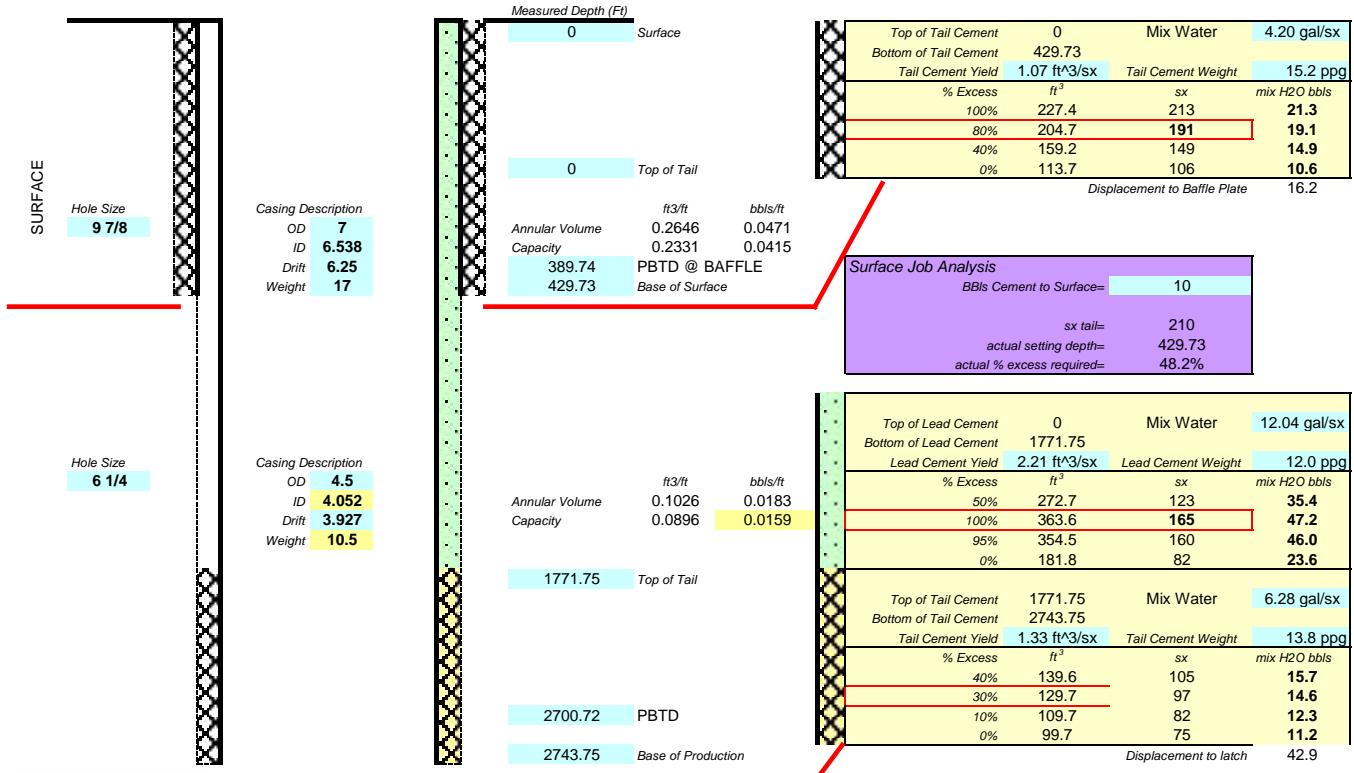 Measured Depth (Ft)
0 Surface
Top of Tail Cement 0 Mix Water 4.20 gal/sx
Bottom of Tail Cement 429.73
Tail Cement Yield 1.07 ft^3/sx Tail Cement Weight 15.2 ppg
% Excess ft³ sx mix H2O bbls
100% 227.4 213 21.3
80% 204.7 191 19.1
40% 159.2 149 14.9
0% 113.7 106 10.6
Displacement to Baffle Plate 16.2
0 Top of Tail
SURFACE
Hole Size
9 7/8
Casing Description
OD 7
ID 6.538
Drift 6.25
Weight 17
ft3/ft bbls/ft
Annular Volume 0.2646 0.0471
Capacity 0.2331 0.0415
389.74 PBTD @ BAFFLE
429.73 Base of Surface
Surface Job Analysis
BBls Cement to Surface= 10
sx tail= 210
actual setting depth= 429.73
actual % excess required= 48.2%
Hole Size
6 1/4
Casing Description
OD 4.5
ID 4.052
Drift 3.927
Weight 10.5
ft3/ft bbls/ft
Annular Volume 0.1026 0.0183
Capacity 0.0896 0.0159
Top of Lead Cement 0 Mix Water 12.04 gal/sx
Bottom of Lead Cement 1771.75
Lead Cement Yield 2.21 ft^3/sx Lead Cement Weight 12.0 ppg
% Excess ft³ sx mix H2O bbls
50% 272.7 123 35.4
100% 363.6 165 47.2
95% 354.5 160 46.0
0% 181.8 82 23.6
1771.75 Top of Tail
Top of Tail Cement 1771.75 Mix Water 6.28 gal/sx
Bottom of Tail Cement 2743.75
Tail Cement Yield 1.33 ft^3/sx Tail Cement Weight 13.8 ppg
% Excess ft³ sx mix H2O bbls
40% 139.6 105 15.7
30% 129.7 97 14.6
10% 109.7 82 12.3
0% 99.7 75 11.2
Displacement to latch 42.9
2700.72 PBTD
2743.75 Base of Production